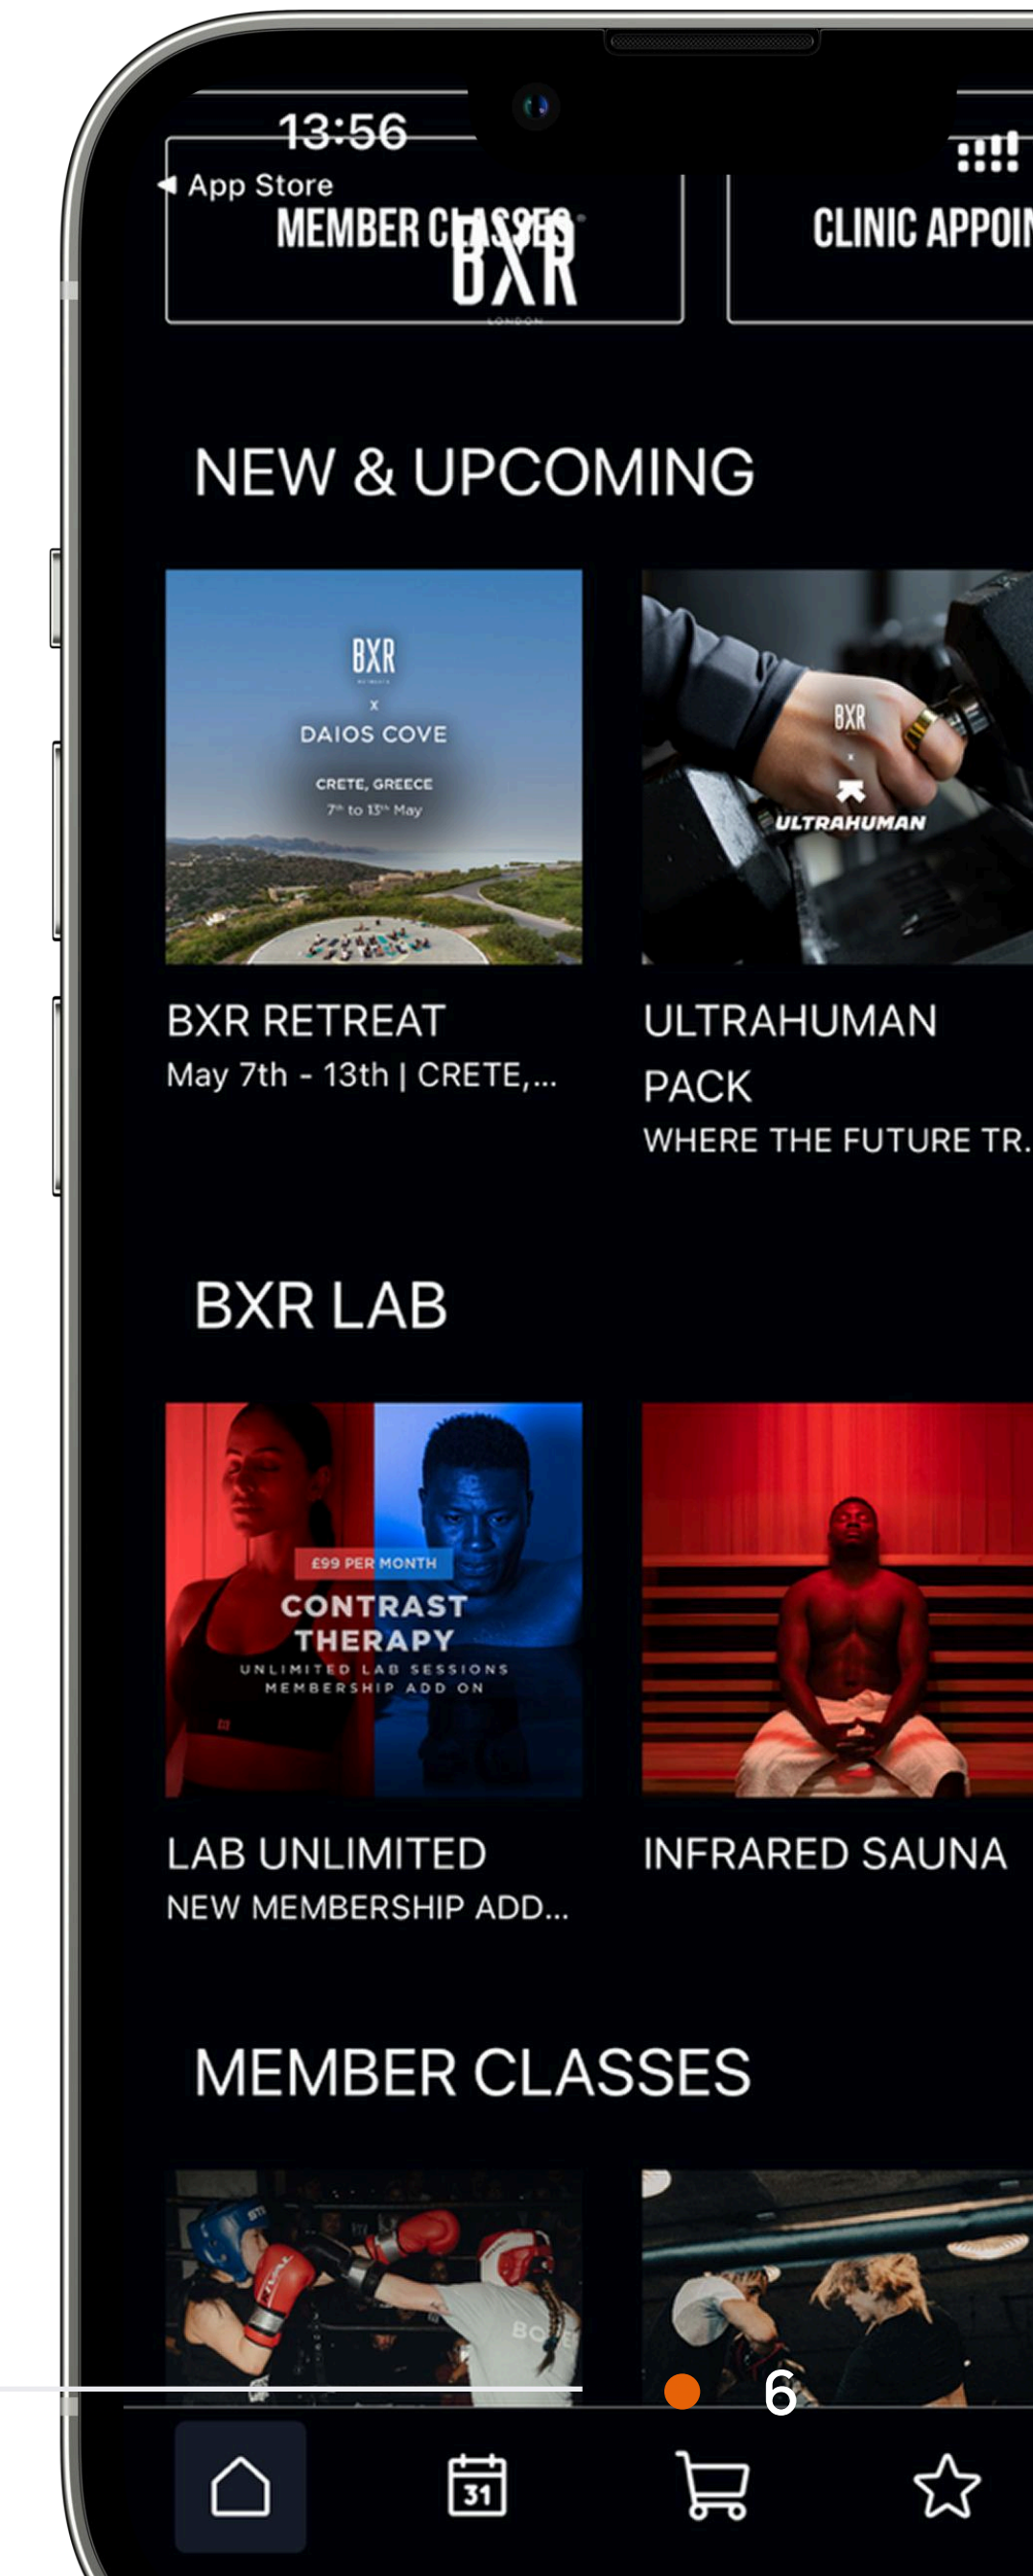 13:56
◀ App Store
MEMBER CLASSES
CLINIC APPOIN
BXR
LONDON
NEW & UPCOMING
BXR
x
DAIOS COVE
CRETE, GREECE
7th to 13th May
BXR
x
ULTRAHUMAN
BXR RETREAT
May 7th - 13th | CRETE,...
ULTRAHUMAN
PACK
WHERE THE FUTURE TR.
BXR LAB
£99 PER MONTH
CONTRAST
THERAPY
UNLIMITED LAB SESSIONS
MEMBERSHIP ADD ON
LAB UNLIMITED
NEW MEMBERSHIP ADD...
INFRARED SAUNA
MEMBER CLASSES
RIVAL
6
31